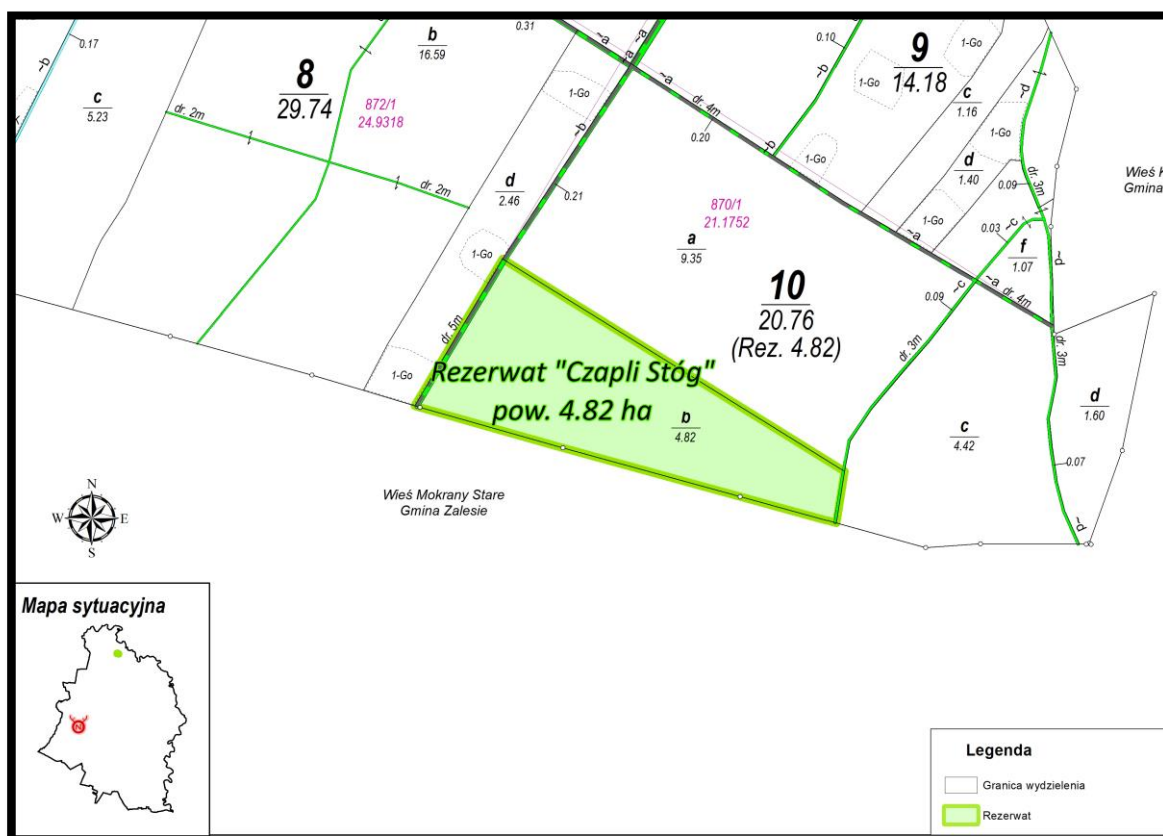 0.17
~b
c
5.23
dr. 2m
8
29.74
872/1
24.9318
b
16.59
dr. 2m
0.31
1-Go
d
2.46
1-Go
1-Go
~a
~a
~a
~b
0.21
dr. 5m
~a
dr. 4m
0.20
~b
0.10
~b
1-Go
1-Go
9
14.18
1-Go
c
1.16
d
1.40
1-Go
1-Go
~a
~d
0.09
dr. 3m
0.03
~c
f
1.07
~d
~a
dr. 4m
Wieś K
Gmina
870/1
21.1752
a
9.35
10
20.76
(Rez. 4.82)
0.09
~c
dr. 3m
dr. 3m
Rezerwat "Czapli Stóg"
pow. 4.82 ha
b
4.82
c
4.42
d
1.60
0.07
~d
Wieś Mokrany Stare
Gmina Zalesie
N
W
E
S
Mapa sytuacyjna
N
Legenda
Granica wydzielenia
Rezerwat